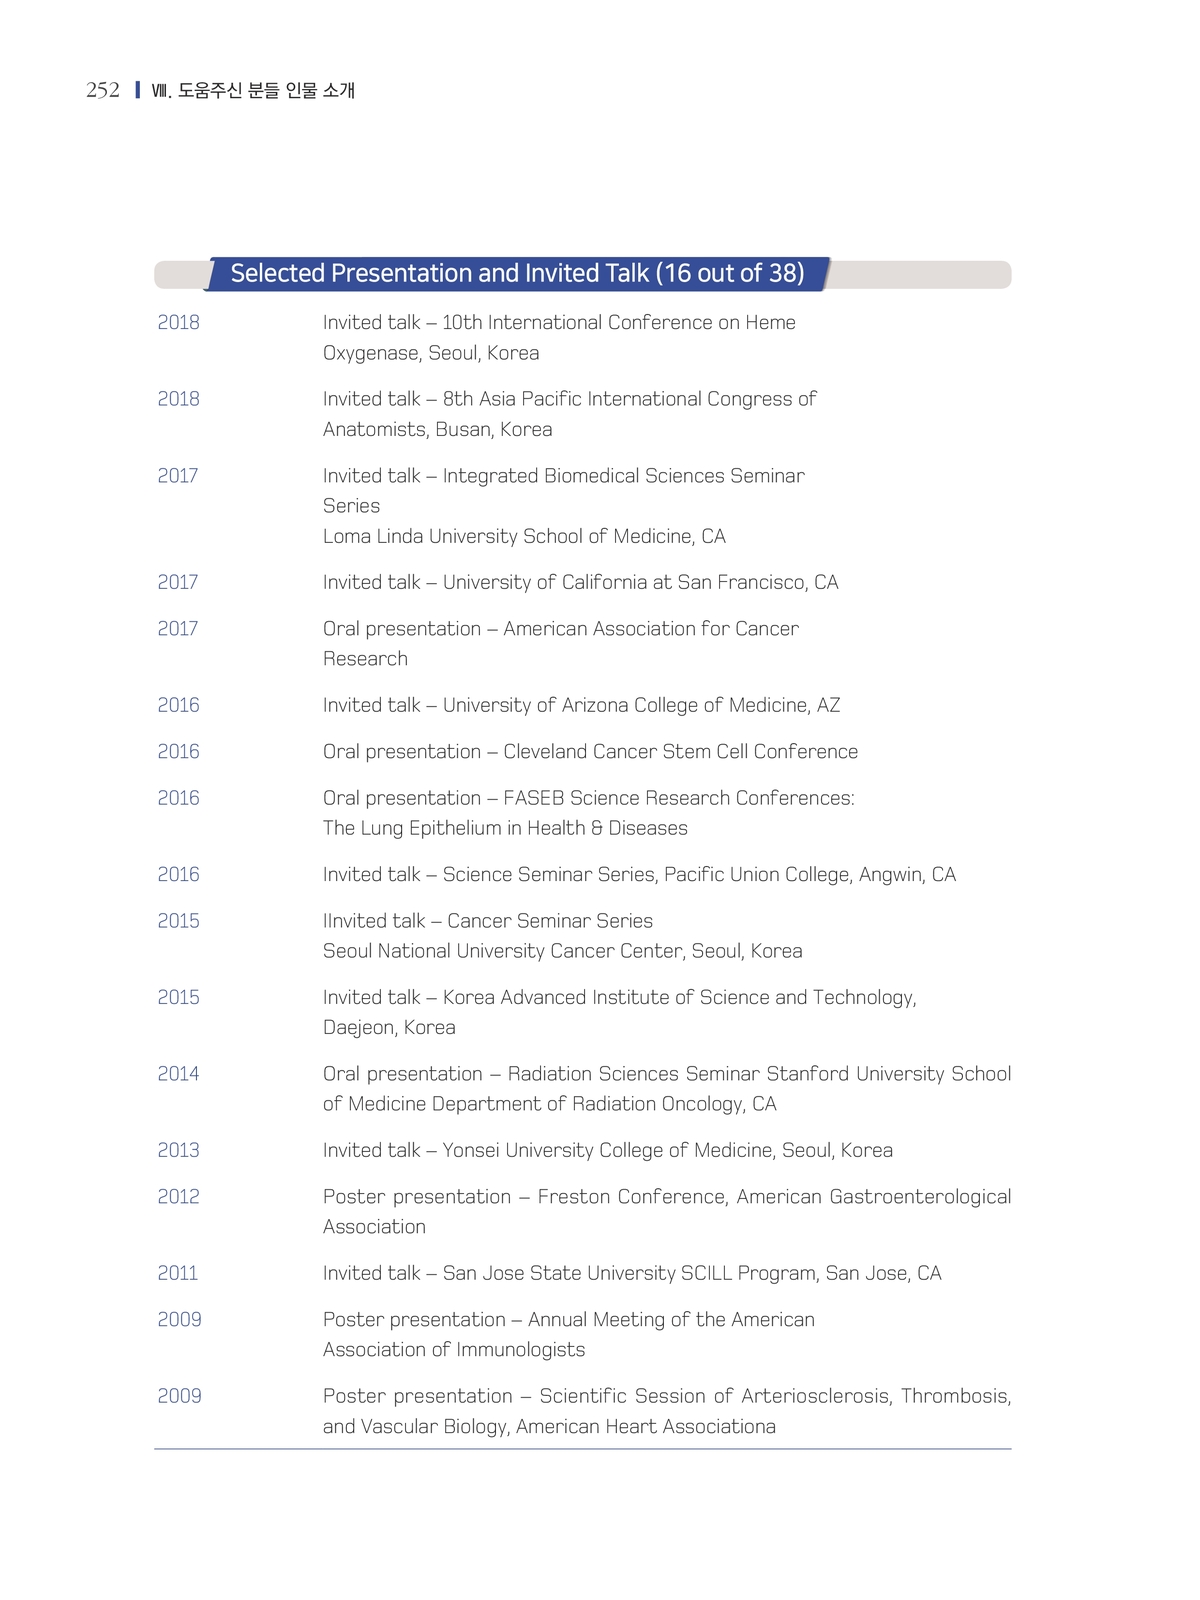 252 Ⅷ. 도움주신 분들 인물 소개
Selected Presentation and Invited Talk (16 out of 38)
2018 Invited talk – 10th International Conference on Heme
Oxygenase, Seoul, Korea
2018 Invited talk – 8th Asia Pacific International Congress of
Anatomists, Busan, Korea
2017 Invited talk – Integrated Biomedical Sciences Seminar
Series
Loma Linda University School of Medicine, CA
2017 Invited talk – University of California at San Francisco, CA
2017 Oral presentation – American Association for Cancer
Research
2016 Invited talk – University of Arizona College of Medicine, AZ
2016 Oral presentation – Cleveland Cancer Stem Cell Conference
2016 Oral presentation – FASEB Science Research Conferences:
The Lung Epithelium in Health & Diseases
2016 Invited talk – Science Seminar Series, Pacific Union College, Angwin, CA
2015 IInvited talk – Cancer Seminar Series
Seoul National University Cancer Center, Seoul, Korea
2015 Invited talk – Korea Advanced Institute of Science and Technology,
Daejeon, Korea
2014 Oral presentation – Radiation Sciences Seminar Stanford University School
of Medicine Department of Radiation Oncology, CA
2013 Invited talk – Yonsei University College of Medicine, Seoul, Korea
2012 Poster presentation – Freston Conference, American Gastroenterological
Association
2011 Invited talk – San Jose State University SCILL Program, San Jose, CA
2009 Poster presentation – Annual Meeting of the American
Association of Immunologists
2009 Poster presentation – Scientific Session of Arteriosclerosis, Thrombosis,
and Vascular Biology, American Heart Associationa